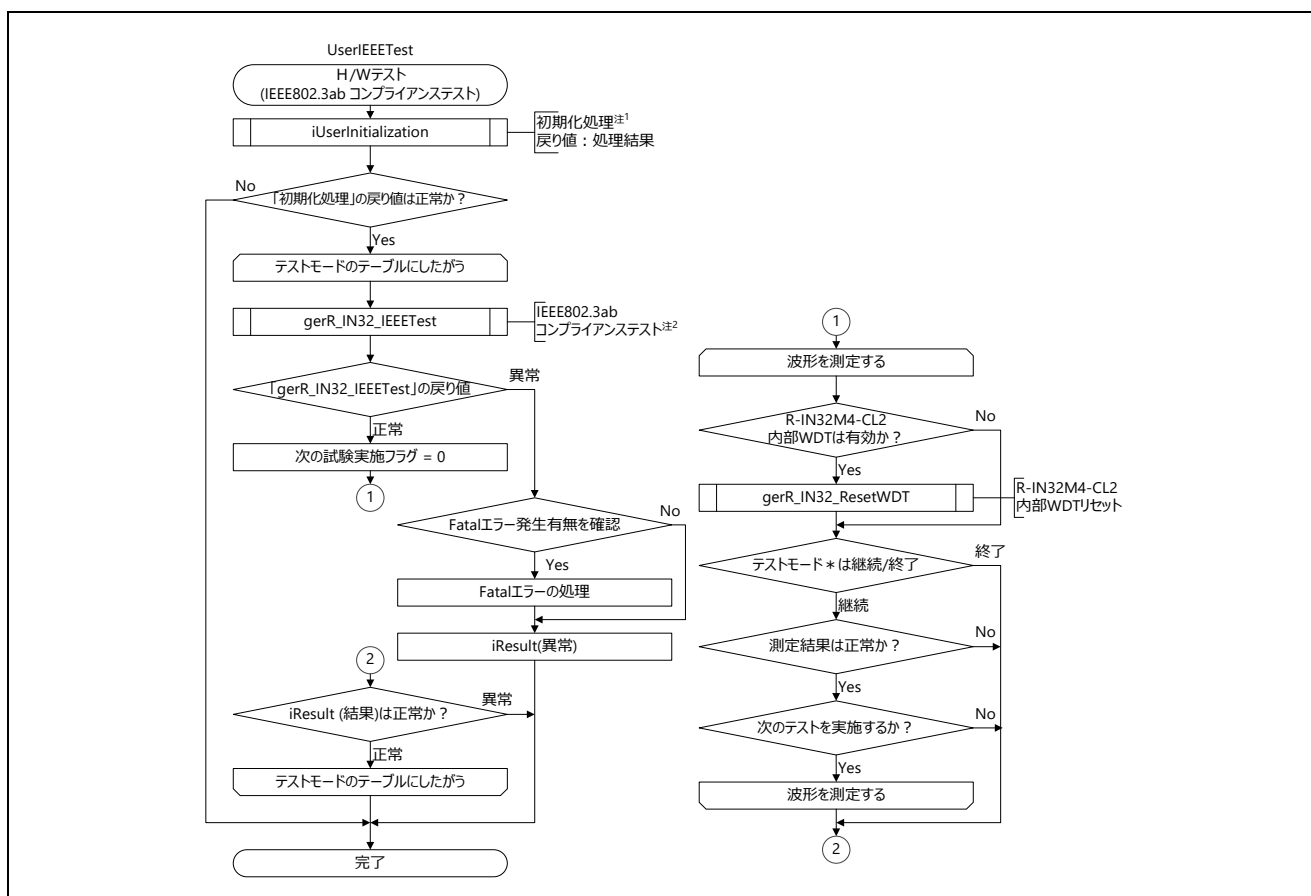 UserIEEETest
H/Wテスト
(IEEE802.3ab コンプライアンステスト)
iUserInitialization
初期化処理注1
戻り値：処理結果
No
「初期化処理」の戻り値は正常か？
Yes
テストモードのテーブルにしたがう
gerR_IN32_IEEETest
IEEE802.3ab
コンプライアンステスト注2
「gerR_IN32_IEEETest」の戻り値
異常
正常
次の試験実施フラグ = 0
1
Fatalエラー発生有無を確認
No
Yes
Fatalエラーの処理
iResult(異常)
2
iResult (結果)は正常か？
異常
正常
テストモードのテーブルにしたがう
完了
1
波形を測定する
R-IN32M4-CL2
内部WDTは有効か？
No
Yes
gerR_IN32_ResetWDT
R-IN32M4-CL2
内部WDTリセット
テストモード＊は継続/終了
終了
継続
測定結果は正常か？
No
Yes
次のテストを実施するか？
No
Yes
波形を測定する
2